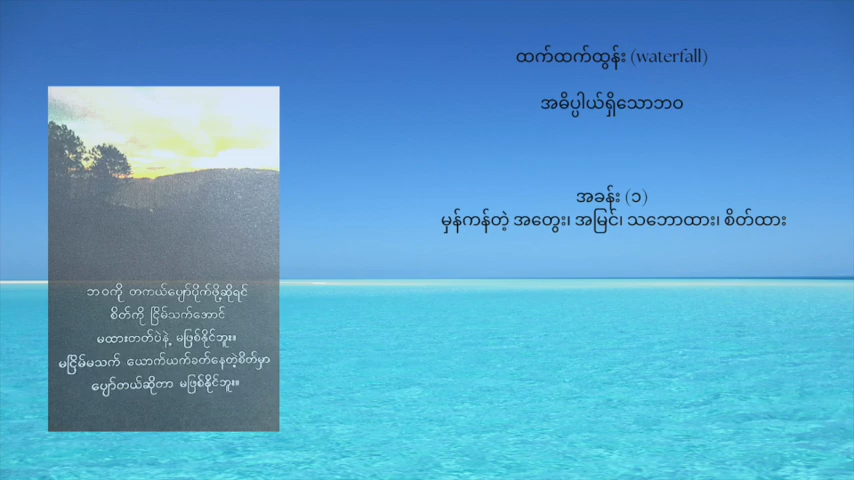 ထက်ထက်ထွန်း (waterfall)
အဓိပ္ပါယ်ရှိသောဘဝ
အခန်း (၁)
မှန်ကန်တဲ့ အတွေး၊ အမြင်၊ သဘောထား၊ စိတ်ထား
ဘဝကို တကယ်ပျော်ပိုက်ဖို့ဆိုရင်
စိတ်ကို ငြိမ်သက်အောင်
မထားတတ်ပဲနဲ့ မဖြစ်နိုင်ဘူး။
မငြိမ်မသက် ယောက်ယက်ခတ်နေတဲ့စိတ်မှာ
ပျော်တယ်ဆိုတာ မဖြစ်နိုင်ဘူး။